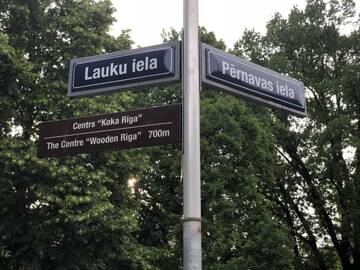 Lauku iela
Pērnavas iela
Centrs "Koka Rīga"
The Centre "Wooden Riga" 700m